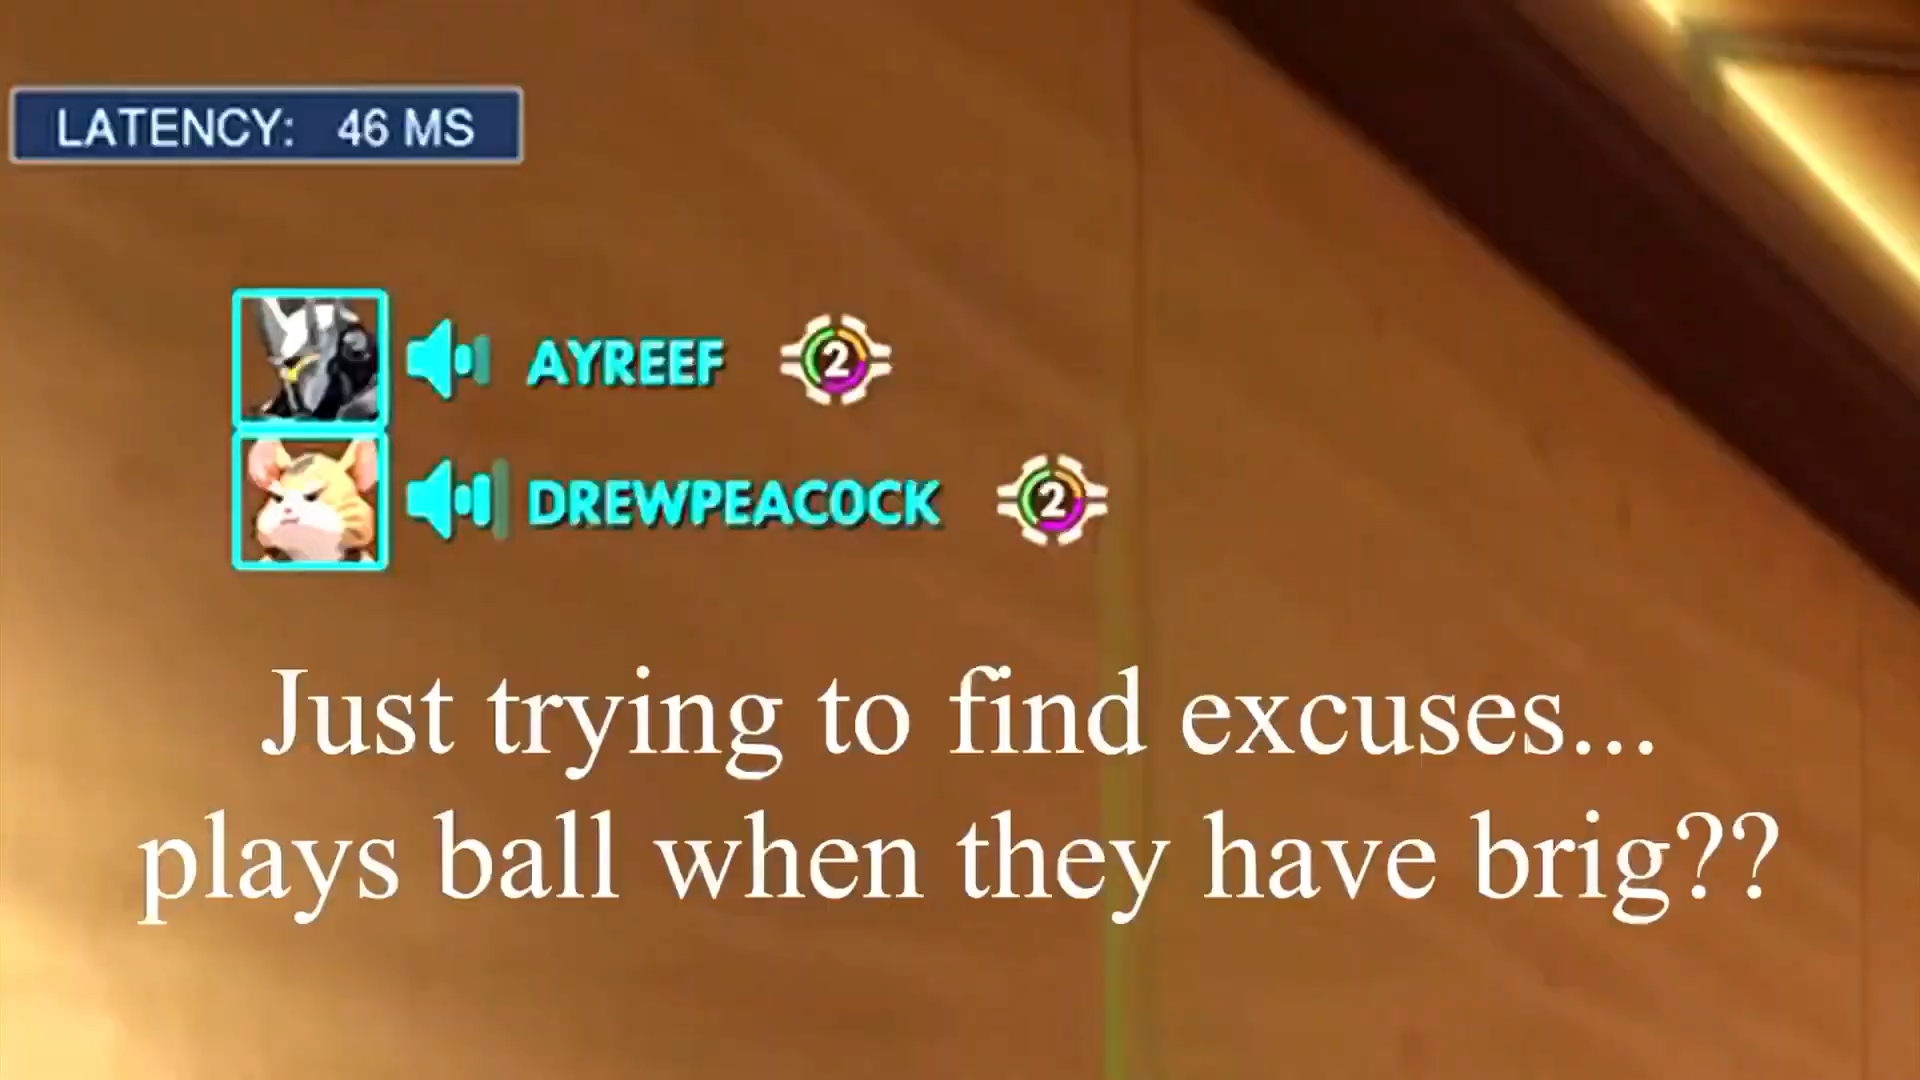 LATENCY: 46 MS
AYREEF 2
DREWPEACOCK 2
Just trying to find excuses...
plays ball when they have brig??